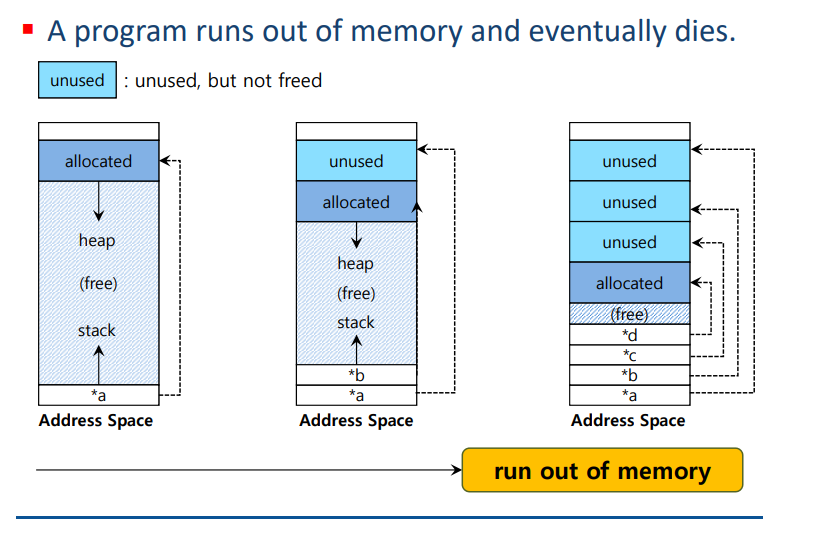 A program runs out of memory and eventually dies.
unused : unused, but not freed
allocated
heap
(free)
stack
*a
Address Space
unused
allocated
heap
(free)
stack
*b
*a
Address Space
unused
unused
unused
allocated
(free)
*d
*c
*b
*a
Address Space
run out of memory